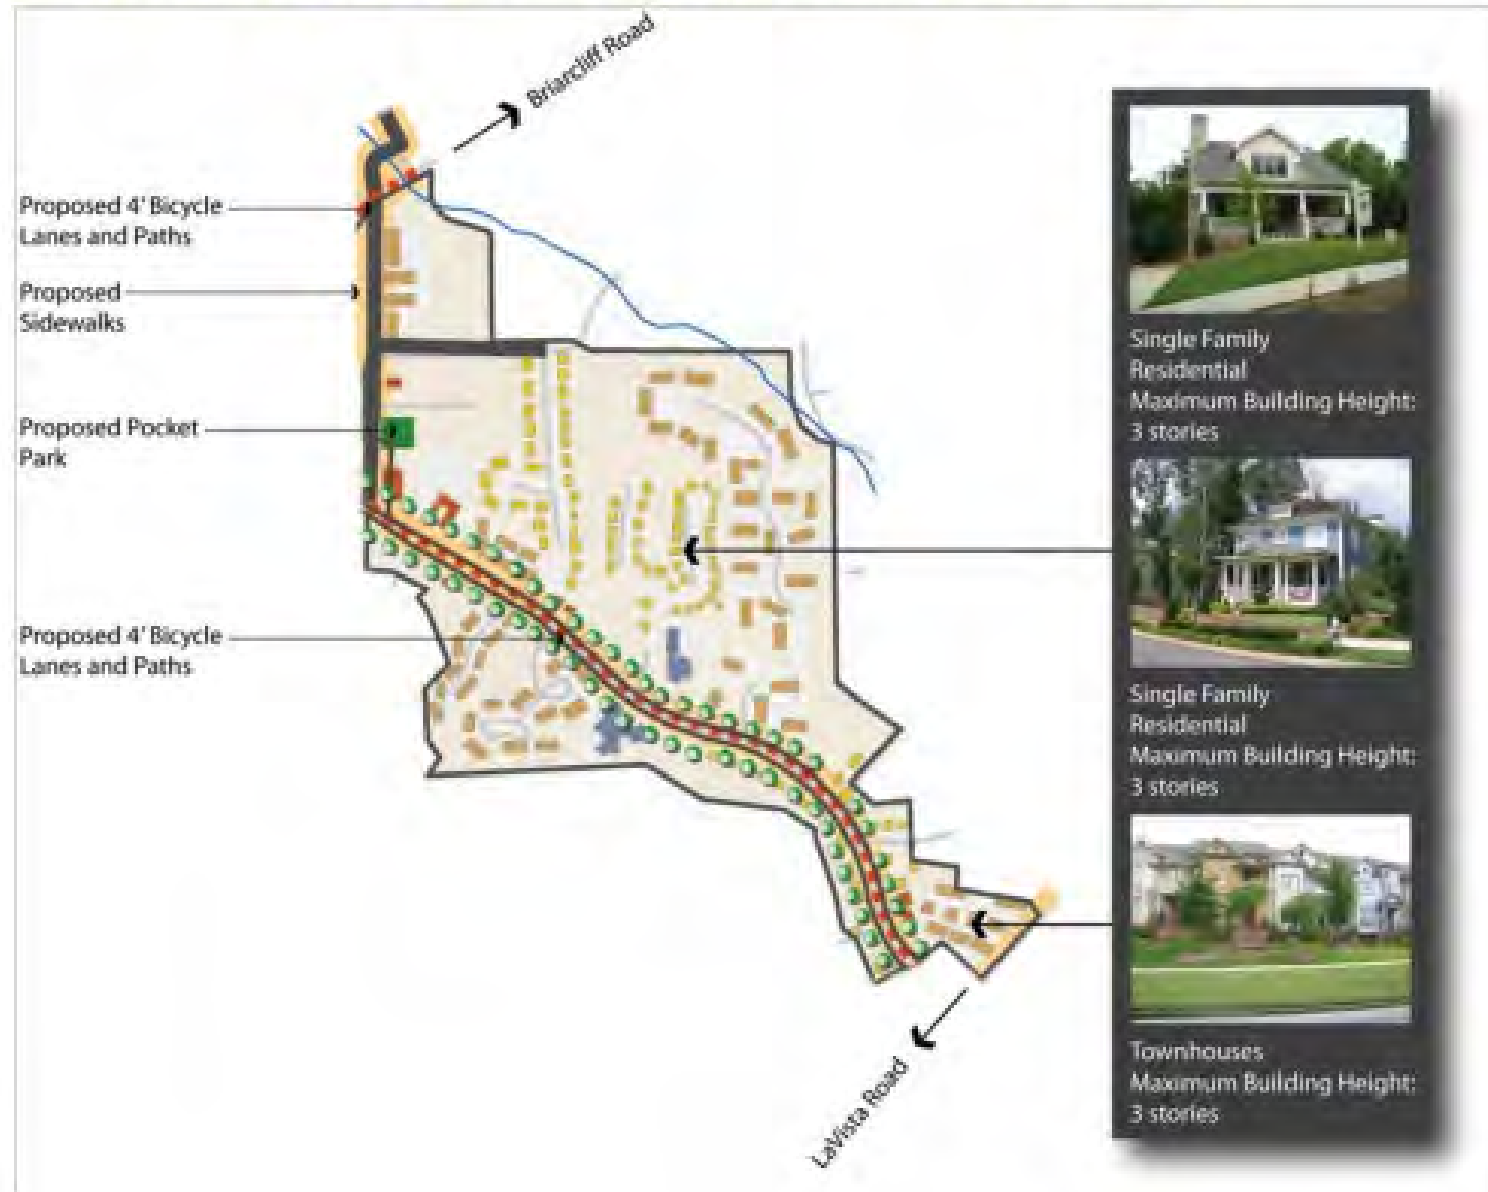 Briarcliff Road
Proposed 4' Bicycle
Lanes and Paths
Proposed
Sidewalks
Proposed Pocket
Park
Proposed 4' Bicycle
Lanes and Paths
LaVista Road
Single Family
Residential
Maximum Building Height:
3 stories
Single Family
Residential
Maximum Building Height:
3 stories
Townhouses
Maximum Building Height:
3 stories